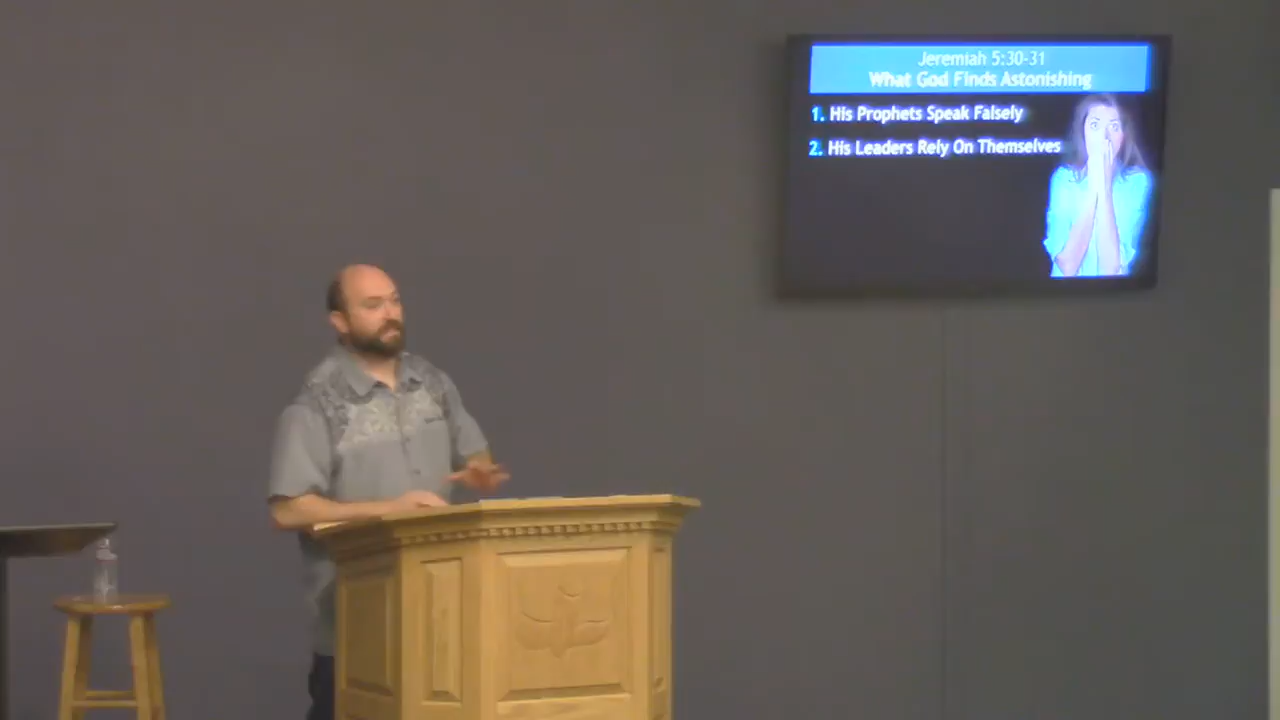 Jeremiah 5:30-31
What God Finds Astonishing
1. His Prophets Speak Falsely
2. His Leaders Rely On Themselves